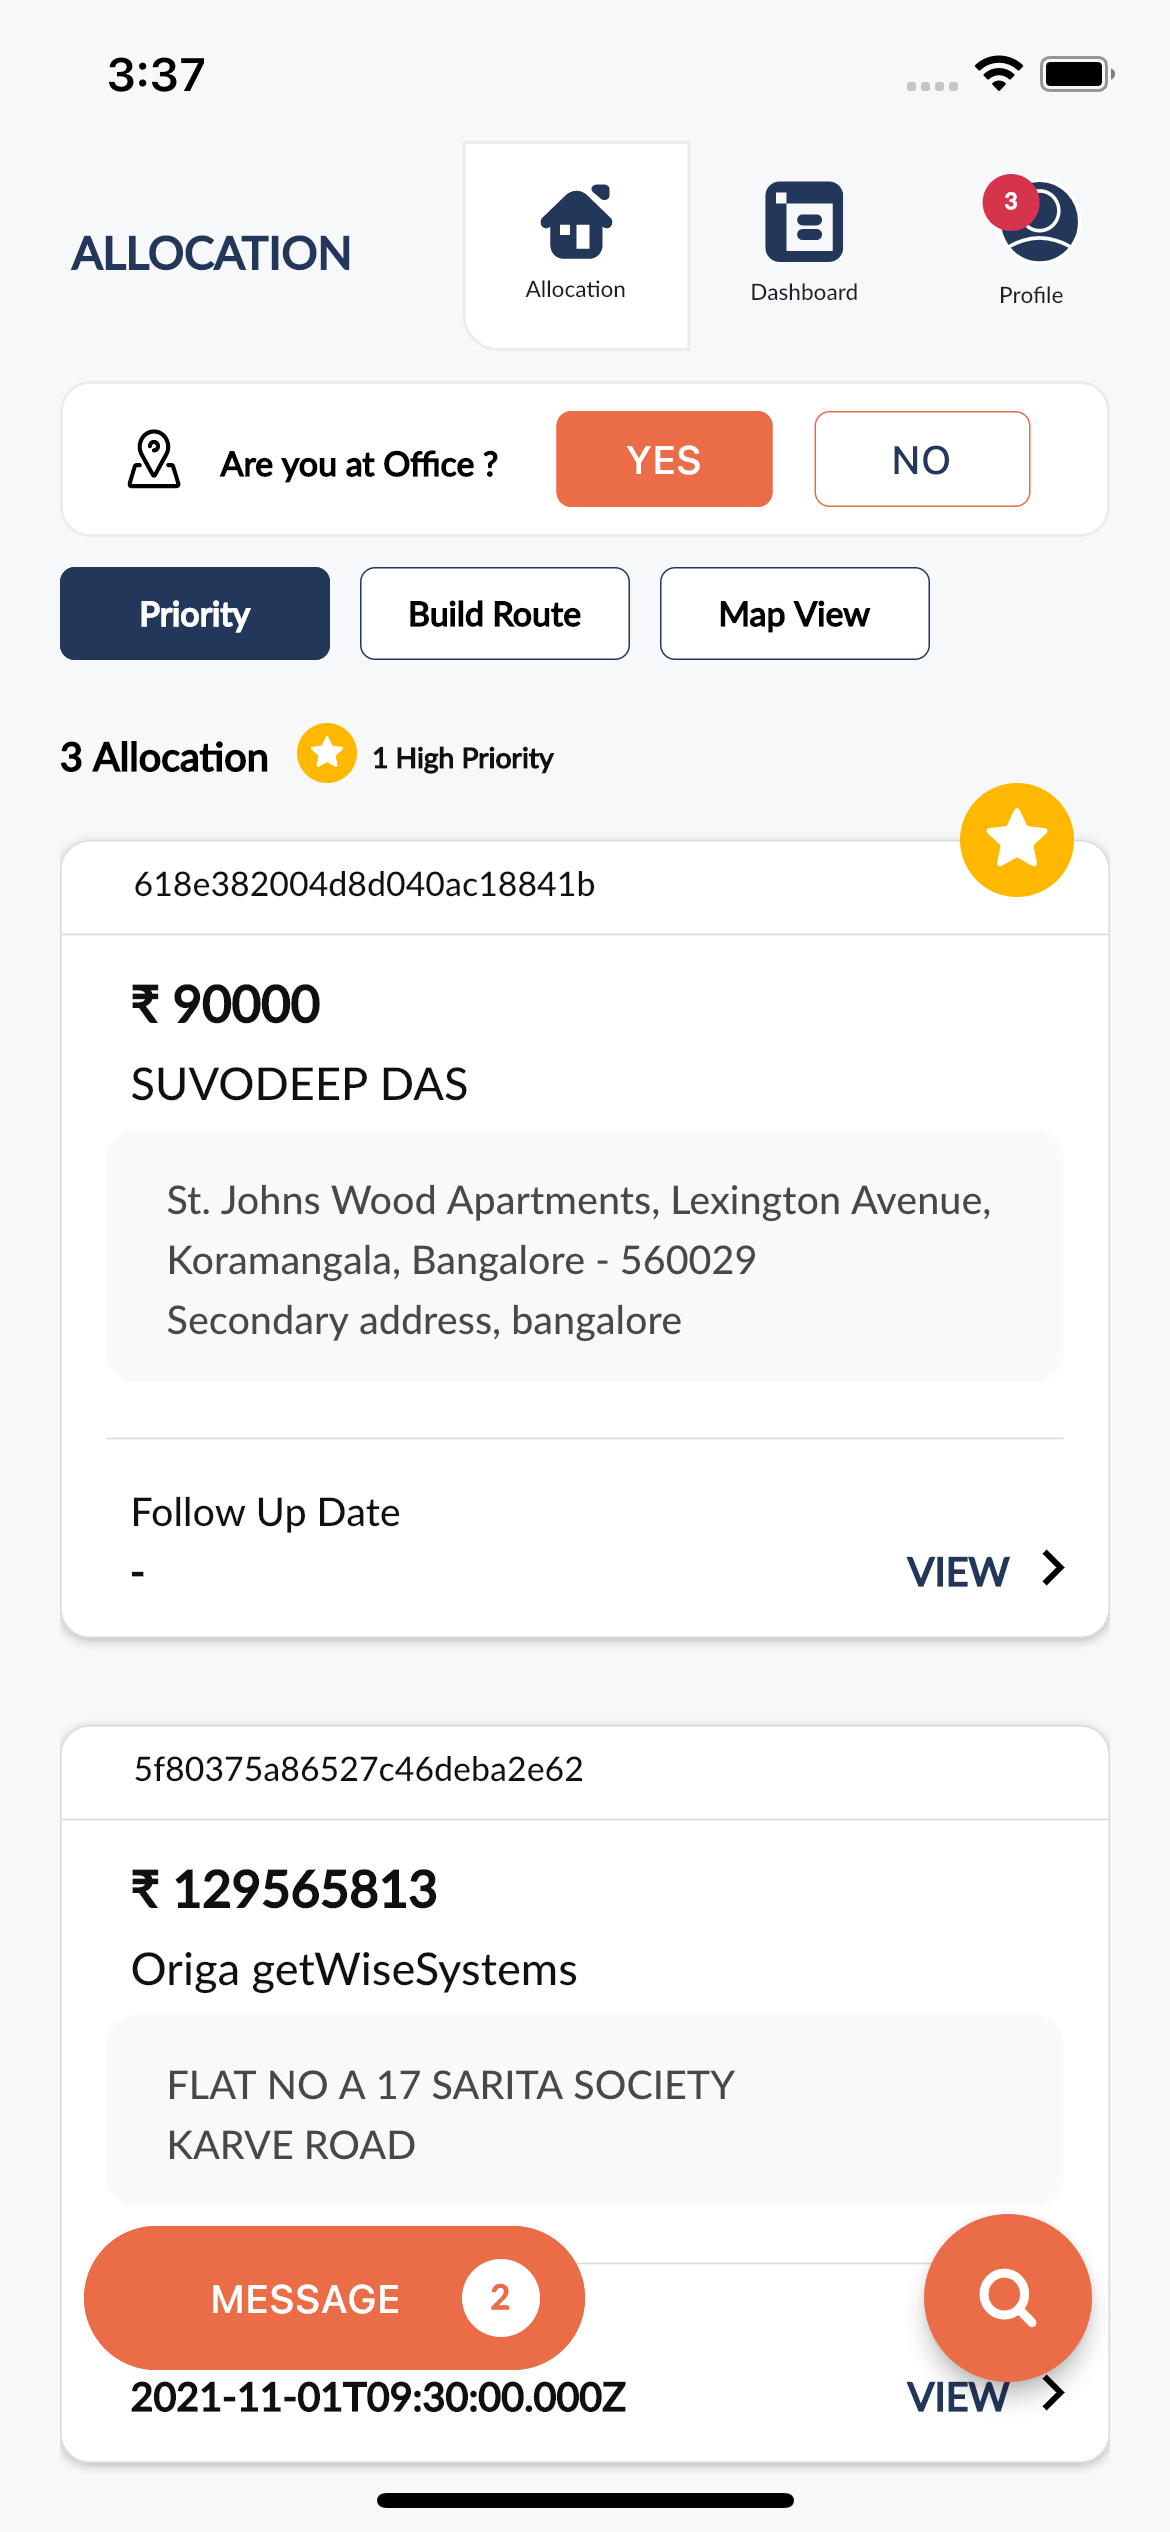 3:37
ALLOCATION
Allocation
Dashboard
3
Profile
Are you at Office ?
YES
NO
Priority
Build Route
Map View
3 Allocation
1 High Priority
618e382004d8d040ac18841b
₹ 90000
SUVODEEP DAS
St. Johns Wood Apartments, Lexington Avenue,
Koramangala, Bangalore - 560029
Secondary address, bangalore
Follow Up Date
-
VIEW
5f80375a86527c46deba2e62
₹ 129565813
Origa getWiseSystems
FLAT NO A 17 SARITA SOCIETY
KARVE ROAD
MESSAGE 2
2021-11-01T09:30:00.000Z
VIEW